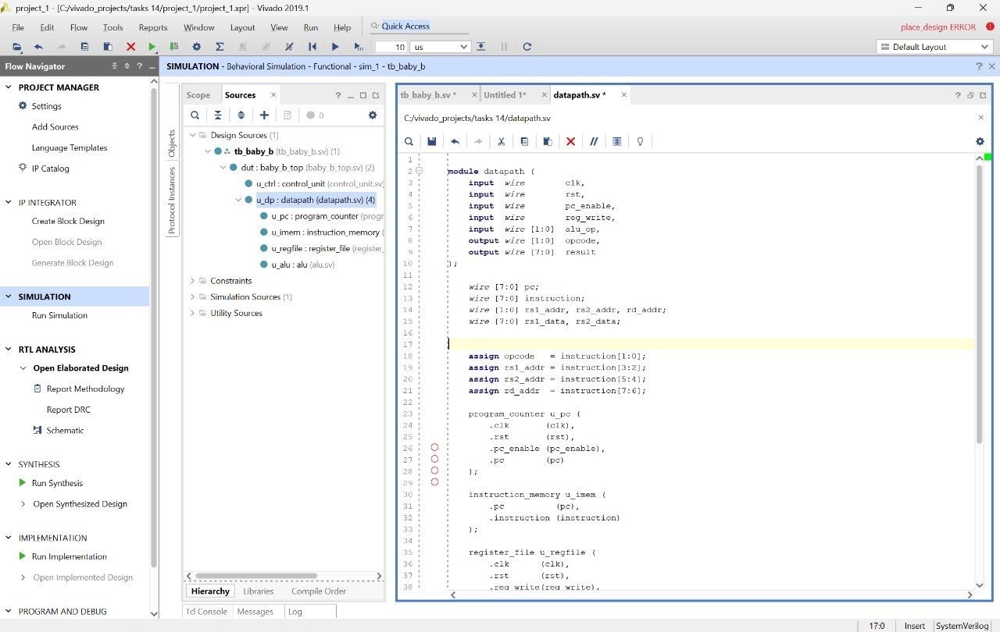 project_1 - [C:/vivado_projects/tasks 14/project_1/project_1.xpr] - Vivado 2019.1
File Edit Flow Tools Reports Window Layout View Run Help Quick Access
place_design ERROR
10 us
Default Layout
Flow Navigator
SIMULATION - Behavioral Simulation - Functional - sim_1 - tb_baby_b
PROJECT MANAGER
Settings
Add Sources
Language Templates
IP Catalog
IP INTEGRATOR
Create Block Design
Open Block Design
Generate Block Design
SIMULATION
Run Simulation
RTL ANALYSIS
Open Elaborated Design
Report Methodology
Report DRC
Schematic
SYNTHESIS
Run Synthesis
Open Synthesized Design
IMPLEMENTATION
Run Implementation
Open Implemented Design
PROGRAM AND DEBUG
Objects
Protocol Instances
Scope Sources
0
Design Sources (1)
tb_baby_b (tb_baby_b.sv) (1)
dut : baby_b_top (baby_b_top.sv) (2)
u_ctrl : control_unit (control_unit.sv
u_dp : datapath (datapath.sv) (4)
u_pc : program_counter (progr
u_imem : instruction_memory (
u_regfile : register_file (register_
u_alu : alu (alu.sv)
Constraints
Simulation Sources (1)
Utility Sources
Hierarchy Libraries Compile Order
Tcl Console Messages Log
tb_baby_b.sv * Untitled 1* datapath.sv *
C:/vivado_projects/tasks 14/datapath.sv
1
2 module datapath (
3 input wire clk,
4 input wire rst,
5 input wire pc_enable,
6 input wire reg_write,
7 input wire [1:0] alu_op,
8 output wire [1:0] opcode,
9 output wire [7:0] result
10 );
11
12 wire [7:0] pc;
13 wire [7:0] instruction;
14 wire [1:0] rs1_addr, rs2_addr, rd_addr;
15 wire [7:0] rs1_data, rs2_data;
16
17
18 assign opcode = instruction[1:0];
19 assign rs1_addr = instruction[3:2];
20 assign rs2_addr = instruction[5:4];
21 assign rd_addr = instruction[7:6];
22
23 program_counter u_pc (
24 .clk (clk),
25 .rst (rst),
26 .pc_enable (pc_enable),
27 .pc (pc)
28 );
29
30 instruction_memory u_imem (
31 .pc (pc),
32 .instruction (instruction)
33 );
34
35 register_file u_regfile (
36 .clk (clk),
37 .rst (rst),
38 .reg_write(reg_write),
17:0 Insert SystemVerilog